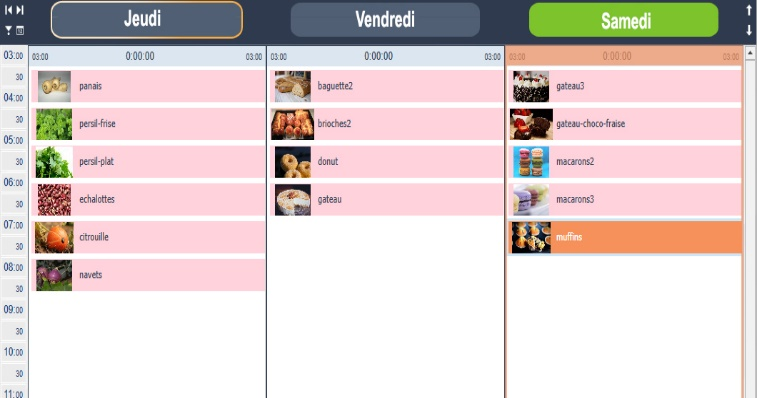 Jeudi Vendredi Samedi
03:00 03:00 0:00:00 03:00 03:00 0:00:00 03:00 03:00 0:00:00 03:00
30 panais baguette2 gateau3
04:00
30 persil-frise brioches2 gateau-choco-fraise
05:00
30 persil-plat donut macarons2
06:00
30 echalottes gateau macarons3
07:00
30 citrouille muffins
08:00 navets
30
09:00
30
10:00
30
11:00